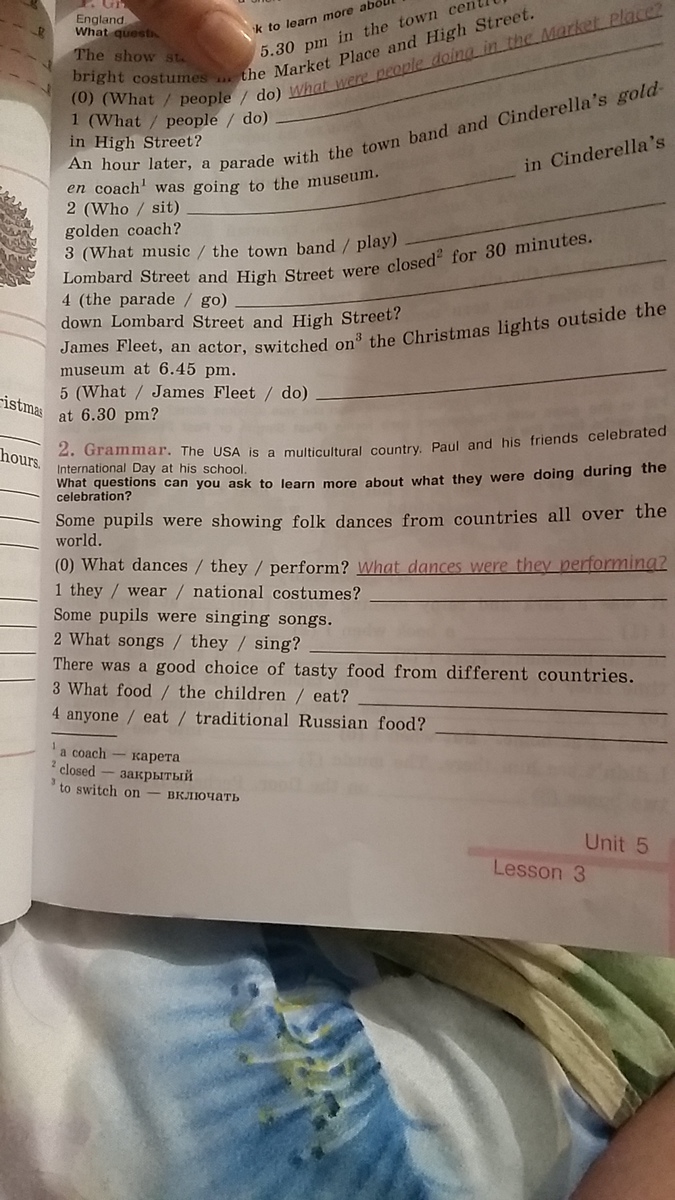 England
What k to learn more about
The show 5.30 pm in the town
bright costumes the Market Place and High Street.
(0) (What / people / do) What were people doing in the Market Place?
1 (What / people / do)
in High Street?
An hour later, a parade with the town band and Cinderella's gold-
en coach¹ was going to the museum.
2 (Who / sit) in Cinderella's
golden coach?
3 (What music / the town band / play)
Lombard Street and High Street were closed² for 30 minutes.
4 (the parade / go)
down Lombard Street and High Street?
James Fleet, an actor, switched on³ the Christmas lights outside the
museum at 6.45 pm.
5 (What / James Fleet / do)
at 6.30 pm?
ristmas
hours.
2. Grammar. The USA is a multicultural country. Paul and his friends celebrated
International Day at his school.
What questions can you ask to learn more about what they were doing during the
celebration?
Some pupils were showing folk dances from countries all over the
world.
(0) What dances / they / perform? What dances were they performing?
1 they / wear / national costumes?
Some pupils were singing songs.
2 What songs / they / sing?
There was a good choice of tasty food from different countries.
3 What food / the children / eat?
4 anyone / eat / traditional Russian food?
¹ a coach — карета
² closed — закрытый
³ to switch on — включать
Unit 5
Lesson 3